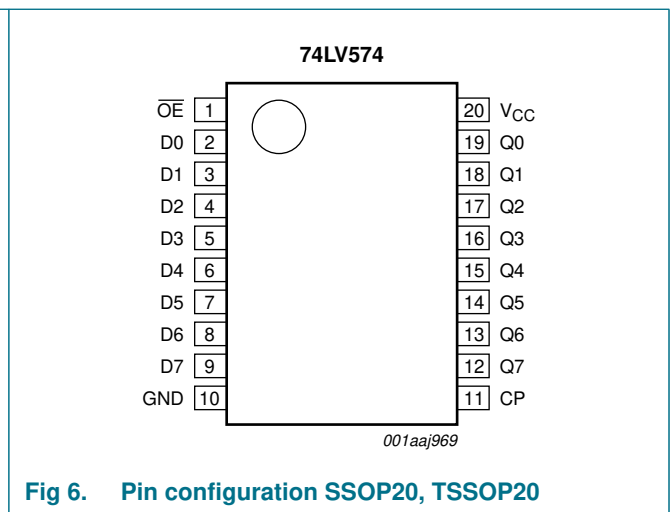 74LV574
OE 1 20 VCC
D0 2 19 Q0
D1 3 18 Q1
D2 4 17 Q2
D3 5 16 Q3
D4 6 15 Q4
D5 7 14 Q5
D6 8 13 Q6
D7 9 12 Q7
GND 10 11 CP
001aaj969
Fig 6. Pin configuration SSOP20, TSSOP20